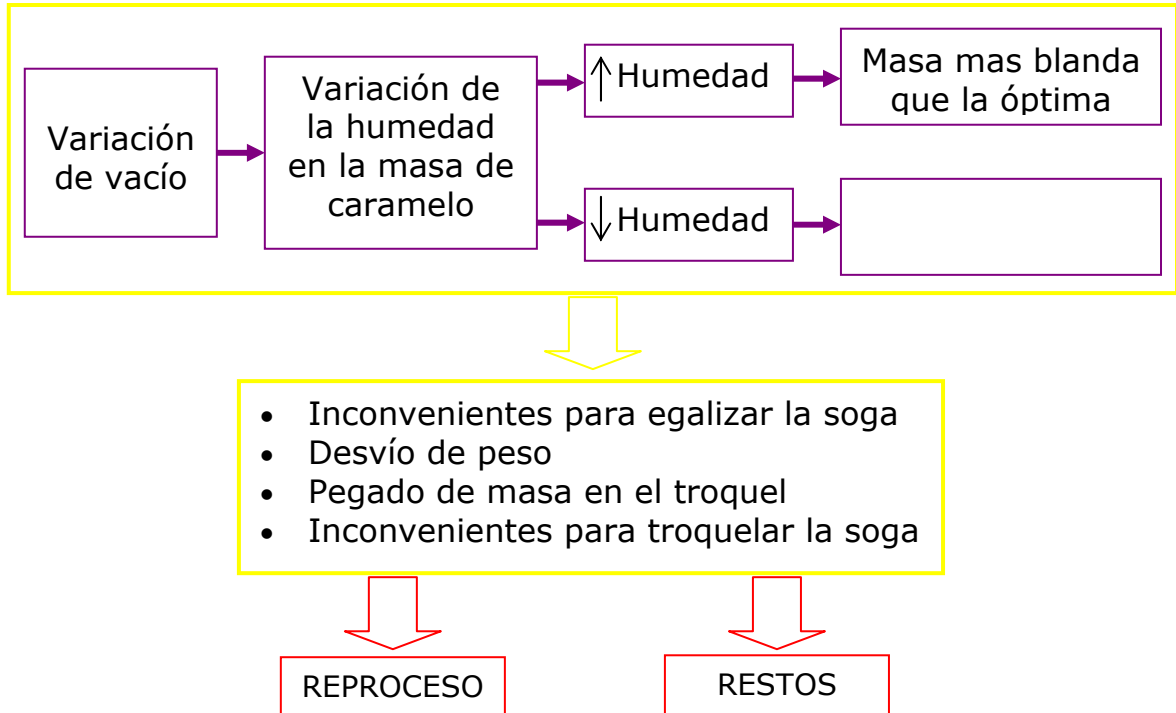 Variación
de vacío
Variación de
la humedad
en la masa de
caramelo
↑ Humedad
Masa mas blanda
que la óptima
↓ Humedad
• Inconvenientes para egalizar la soga
• Desvío de peso
• Pegado de masa en el troquel
• Inconvenientes para troquelar la soga
REPROCESO
RESTOS